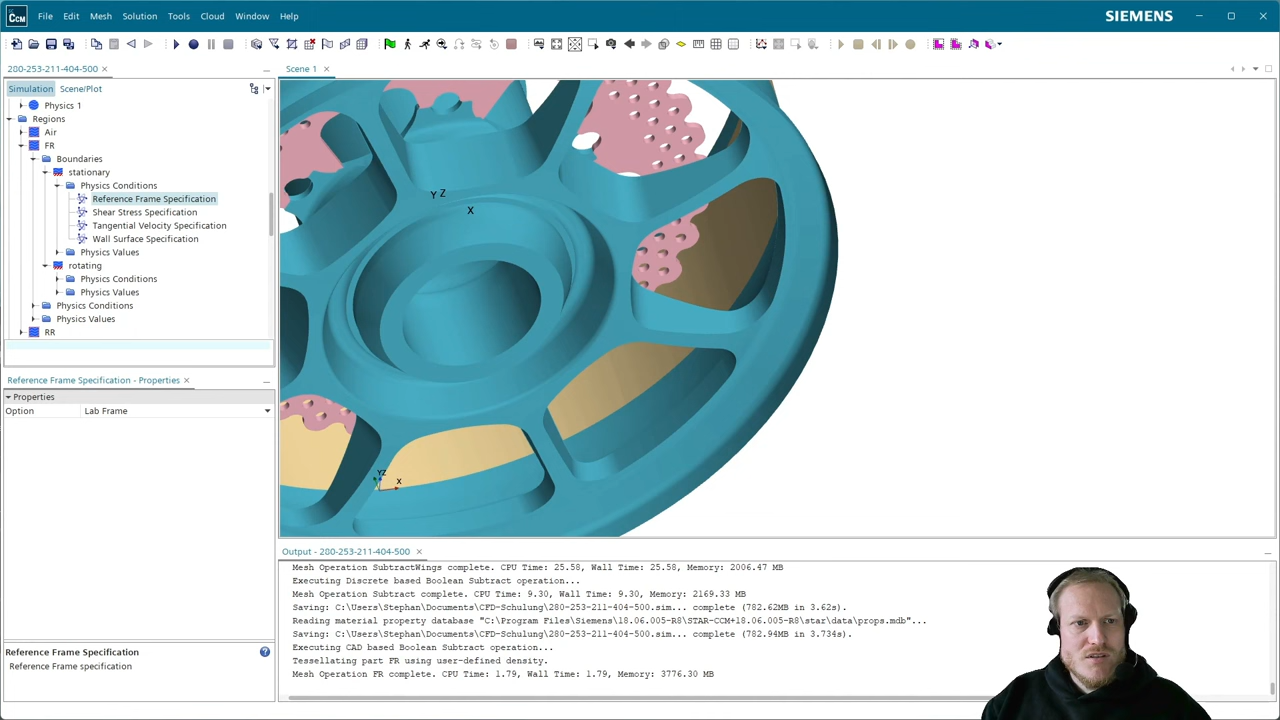 CCM File Edit Mesh Solution Tools Cloud Window Help SIEMENS
280-253-211-404-500
Scene 1
Simulation Scene/Plot
Physics 1
Regions
Air
FR
Boundaries
stationary
Physics Conditions
Reference Frame Specification
Shear Stress Specification
Tangential Velocity Specification
Wall Surface Specification
Physics Values
rotating
Physics Conditions
Physics Values
Physics Conditions
Physics Values
RR
Reference Frame Specification - Properties
Properties
Option Lab Frame
Reference Frame Specification
Reference Frame specification
Y Z
X
YZ
X
Output - 280-253-211-404-500
Mesh Operation SubtractWings complete. CPU Time: 25.58, Wall Time: 25.58, Memory: 2006.47 MB
Executing Discrete based Boolean Subtract operation...
Mesh Operation Subtract complete. CPU Time: 9.30, Wall Time: 9.30, Memory: 2169.33 MB
Saving: C:\Users\Stephan\Documents\CFD-Schulung\280-253-211-404-500.sim... complete (782.62MB in 3.62s).
Reading material property database "C:\Program Files\Siemens\18.06.005-R8\STAR-CCM+18.06.005-R8\star\data\props.mdb"...
Saving: C:\Users\Stephan\Documents\CFD-Schulung\280-253-211-404-500.sim... complete (782.94MB in 3.734s).
Executing CAD based Boolean Subtract operation...
Tessellating part FR using user-defined density.
Mesh Operation FR complete. CPU Time: 1.79, Wall Time: 1.79, Memory: 3776.30 MB